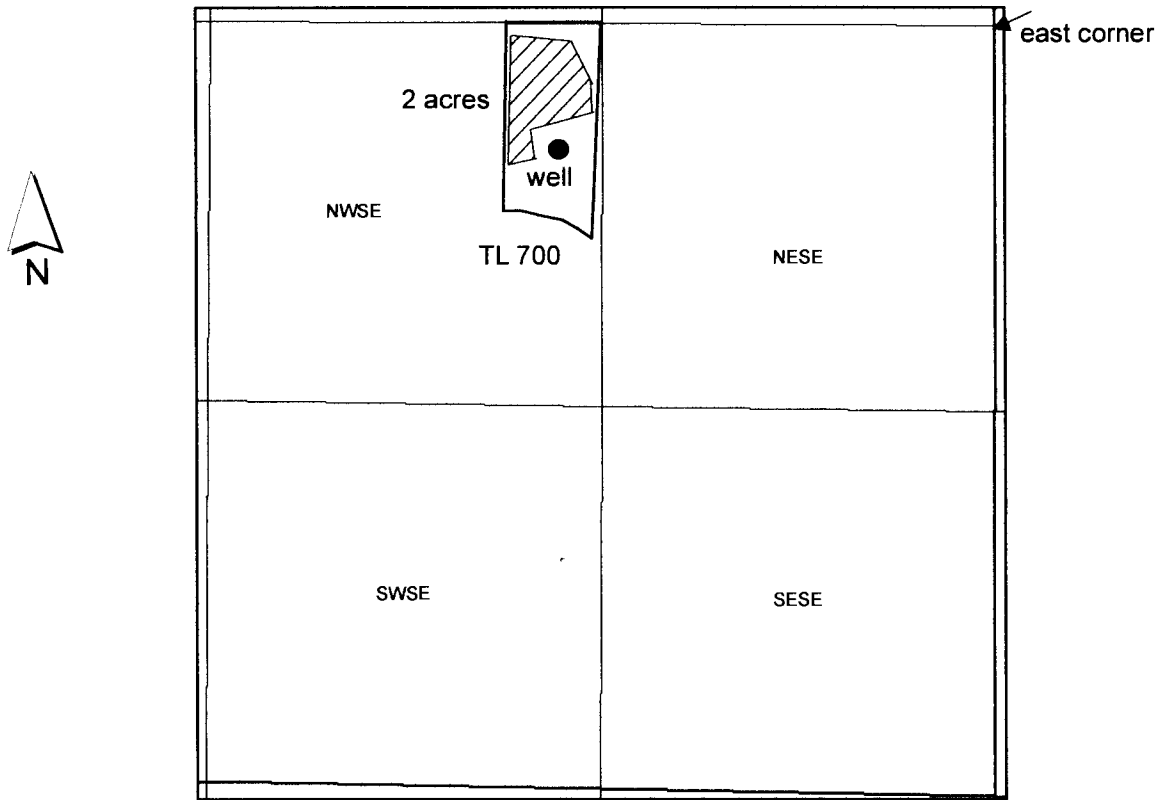 east corner
2 acres
well
NWSE
TL 700
NESE
N
SWSE
SESE